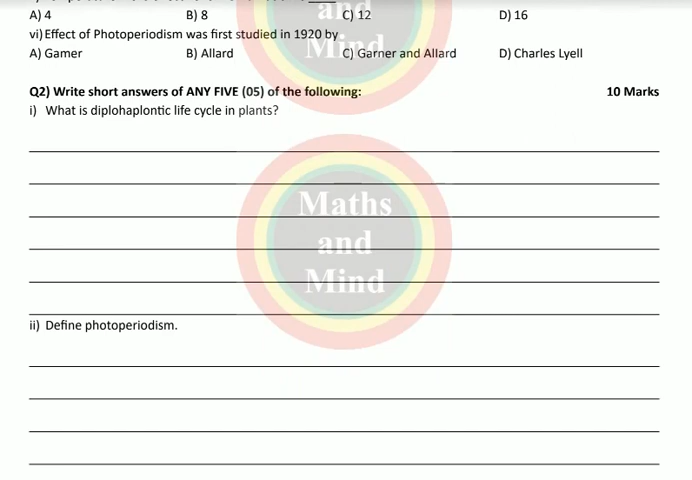 A) 4 B) 8 C) 12 D) 16
vi) Effect of Photoperiodism was first studied in 1920 by
A) Gamer B) Allard C) Garner and Allard D) Charles Lyell
and
Mind
Q2) Write short answers of ANY FIVE (05) of the following: 10 Marks
i) What is diplohaplontic life cycle in plants?
Maths
and
Mind
ii) Define photoperiodism.